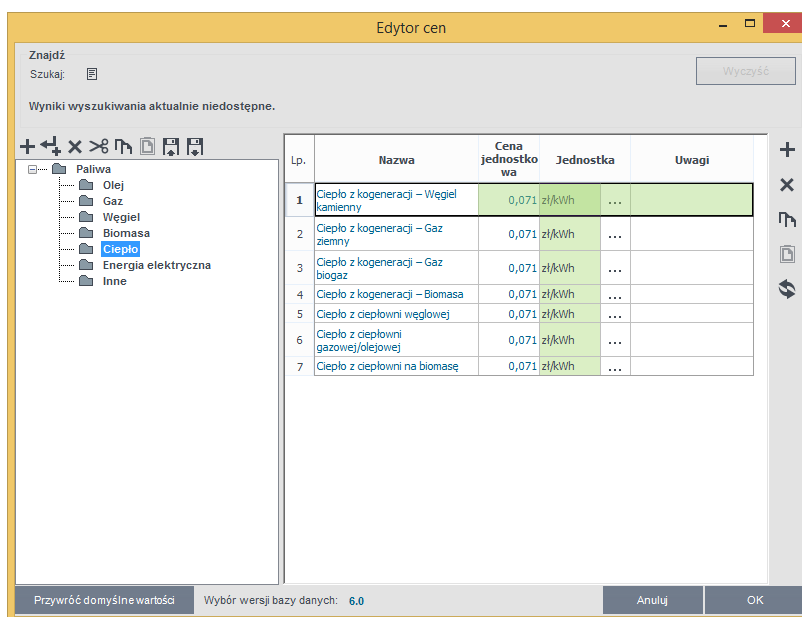 Edytor cen
Znajdź
Szukaj:
Wyczyść
Wyniki wyszukiwania aktualnie niedostępne.
Paliwa
Olej
Gaz
Węgiel
Biomasa
Ciepło
Energia elektryczna
Inne
Lp. Nazwa Cena jednostko wa Jednostka Uwagi
1 Ciepło z kogeneracji – Węgiel kamienny 0,071 zł/kWh ...
2 Ciepło z kogeneracji – Gaz ziemny 0,071 zł/kWh ...
3 Ciepło z kogeneracji – Gaz biogaz 0,071 zł/kWh ...
4 Ciepło z kogeneracji – Biomasa 0,071 zł/kWh ...
5 Ciepło z ciepłowni węglowej 0,071 zł/kWh ...
6 Ciepło z ciepłowni gazowej/olejowej 0,071 zł/kWh ...
7 Ciepło z ciepłowni na biomasę 0,071 zł/kWh ...
Przywróć domyślne wartości Wybór wersji bazy danych: 6.0 Anuluj OK